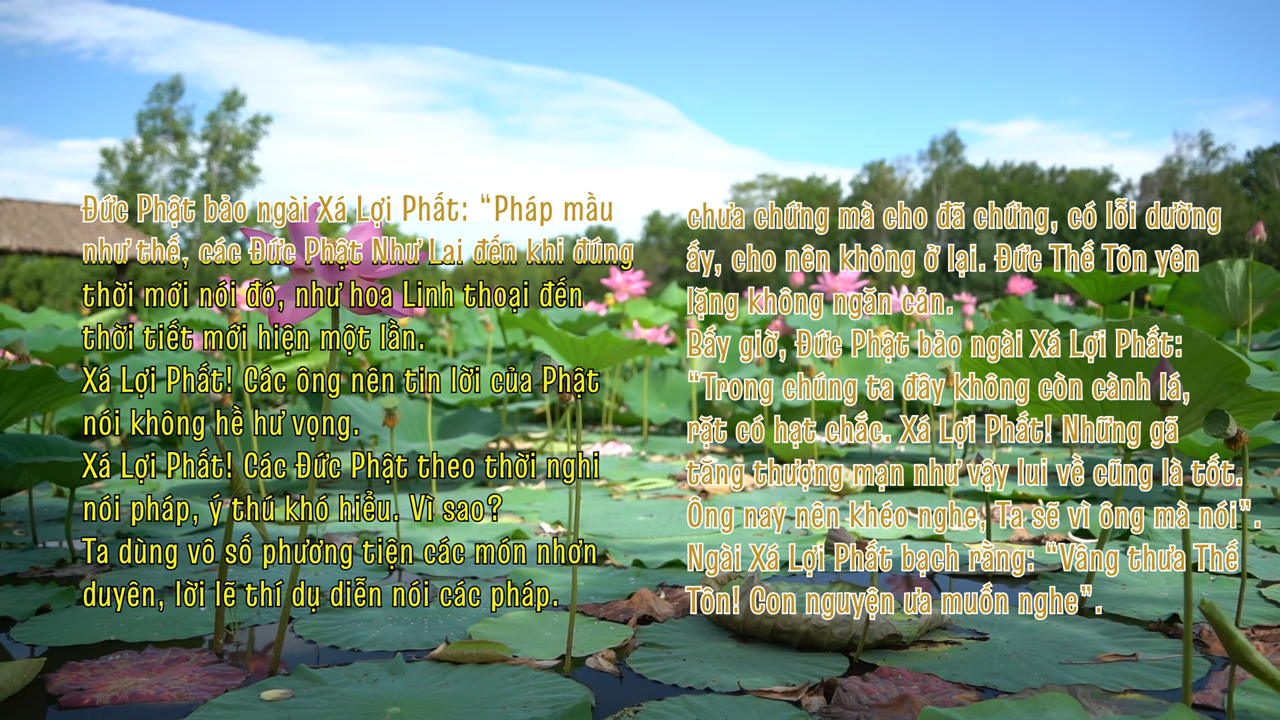 Đức Phật bảo ngài Xá Lợi Phất: “Pháp mầu
như thế, các Đức Phật Như Lai đến khi đúng
thời mới nói đó, như hoa Linh thoại đến
thời tiết mới hiện một lần.
Xá Lợi Phất! Các ông nên tin lời của Phật
nói không hề hư vọng.
Xá Lợi Phất! Các Đức Phật theo thời nghi
nói pháp, ý thú khó hiểu. Vì sao?
Ta dùng vô số phương tiện các món nhơn
duyên, lời lẽ thí dụ diễn nói các pháp.
chưa chứng mà cho đã chứng, có lỗi dường
ấy, cho nên không ở lại. Đức Thế Tôn yên
lặng không ngăn cản.
Bấy giờ, Đức Phật bảo ngài Xá Lợi Phất:
“Trong chúng ta đây không còn cành lá,
rặt có hạt chắc. Xá Lợi Phất! Những gã
tăng thượng mạn như vậy lui về cũng là tốt.
Ông nay nên khéo nghe, Ta sẽ vì ông mà nói”.
Ngài Xá Lợi Phất bạch rằng: “Vâng thưa Thế
Tôn! Con nguyện ưa muốn nghe”.